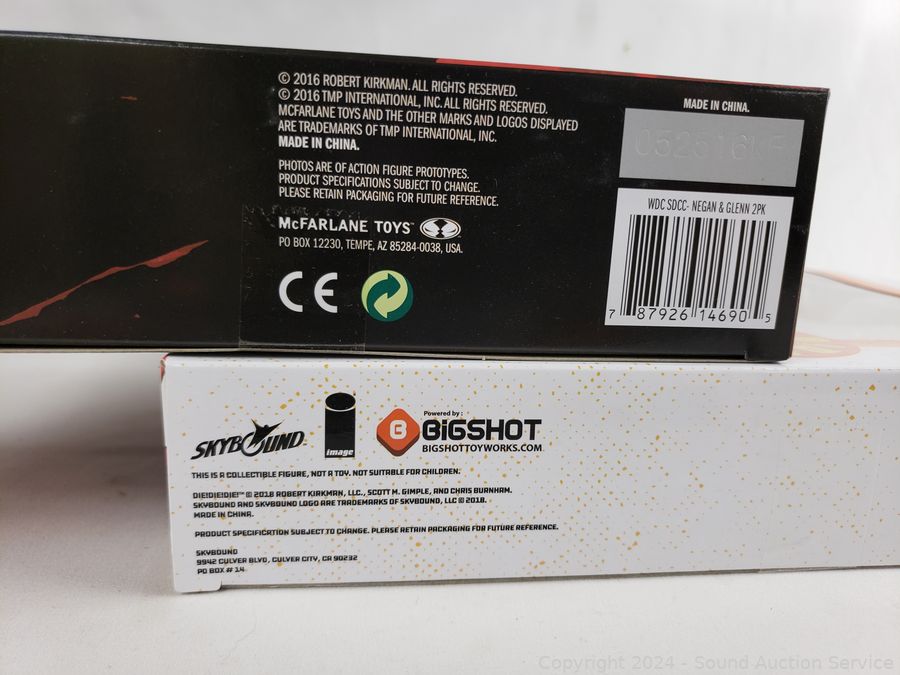 © 2016 ROBERT KIRKMAN. ALL RIGHTS RESERVED.
© 2016 TMP INTERNATIONAL, INC. ALL RIGHTS RESERVED.
MCFARLANE TOYS AND THE OTHER MARKS AND LOGOS DISPLAYED
ARE TRADEMARKS OF TMP INTERNATIONAL, INC.
MADE IN CHINA.
PHOTOS ARE OF ACTION FIGURE PROTOTYPES.
PRODUCT SPECIFICATIONS SUBJECT TO CHANGE.
PLEASE RETAIN PACKAGING FOR FUTURE REFERENCE.
McFARLANE TOYS™
PO BOX 12230, TEMPE, AZ 85284-0038, USA.
CE
MADE IN CHINA.
WDC SDCC- NEGAN & GLENN 2PK
7 87926 14690 5
SKYBOUND
image
Powered by :
B BiGSHOT
BIGSHOTTOYWORKS.COM
THIS IS A COLLECTIBLE FIGURE, NOT A TOY. NOT SUITABLE FOR CHILDREN.
DIE!DIE!DIE!™ © 2018 ROBERT KIRKMAN, LLC., SCOTT M. GIMPLE, AND CHRIS BURNHAM.
SKYBOUND AND SKYBOUND LOGO ARE TRADEMARKS OF SKYBOUND, LLC © 2018.
MADE IN CHINA.
PRODUCT SPECIFICATION SUBJECT TO CHANGE. PLEASE RETAIN PACKAGING FOR FUTURE REFERENCE.
SKYBOUND
9942 CULVER BLVD, CULVER CITY, CA 90232
PO BOX # 14
Copyright 2024 - Sound Auction Service